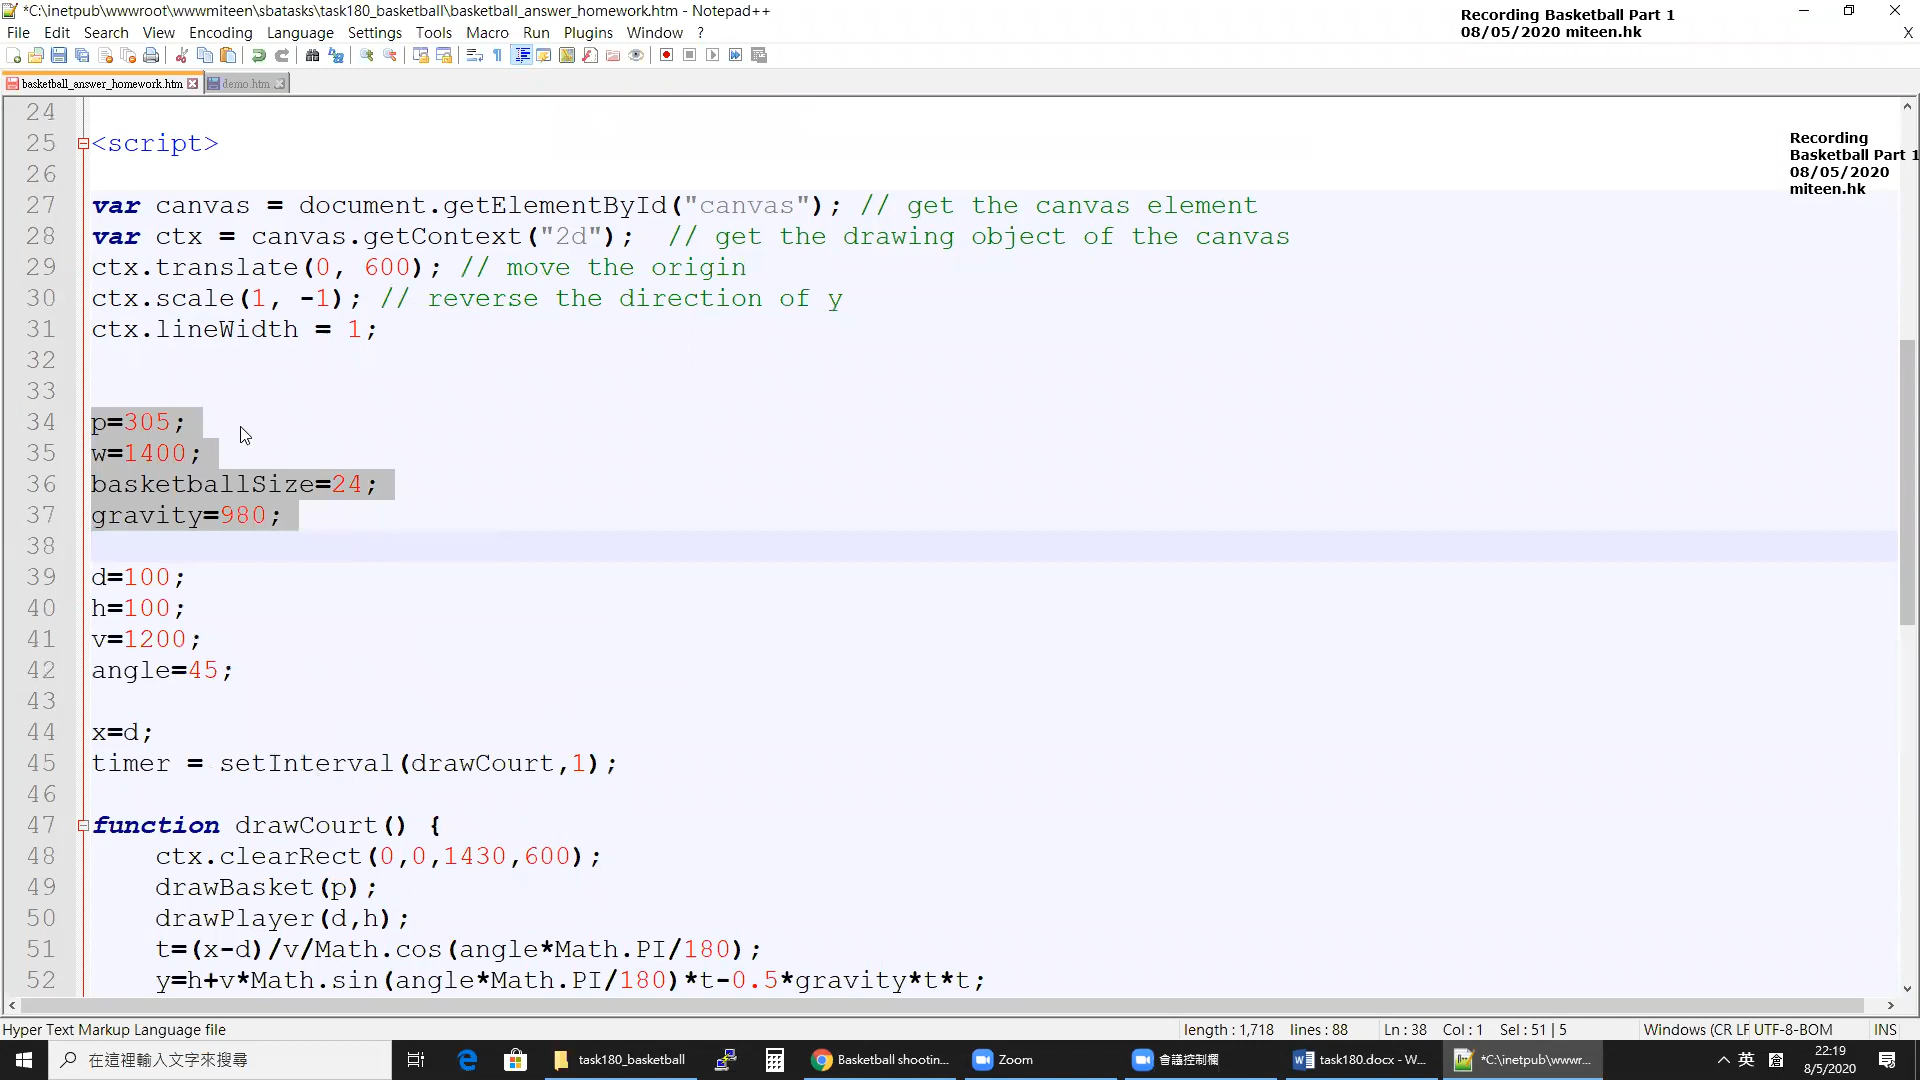 *C:\inetpub\wwwroot\wwwmiteen\sbatasks\task180_basketball\basketball_answer_homework.htm - Notepad++
Recording Basketball Part 1
08/05/2020 miteen.hk
File Edit Search View Encoding Language Settings Tools Macro Run Plugins Window ? X
basketball_answer_homework.htm demo.htm
24
25 <script>
26
27 var canvas = document.getElementById("canvas"); // get the canvas element
28 var ctx = canvas.getContext("2d"); // get the drawing object of the canvas
29 ctx.translate(0, 600); // move the origin
30 ctx.scale(1, -1); // reverse the direction of y
31 ctx.lineWidth = 1;
32
33
34 p=305;
35 w=1400;
36 basketballSize=24;
37 gravity=980;
38
39 d=100;
40 h=100;
41 v=1200;
42 angle=45;
43
44 x=d;
45 timer = setInterval(drawCourt,1);
46
47 function drawCourt() {
48 ctx.clearRect(0,0,1430,600);
49 drawBasket(p);
50 drawPlayer(d,h);
51 t=(x-d)/v/Math.cos(angle*Math.PI/180);
52 y=h+v*Math.sin(angle*Math.PI/180)*t-0.5*gravity*t*t;
Recording
Basketball Part 1
08/05/2020
miteen.hk
Hyper Text Markup Language file length : 1,718 lines : 88 Ln : 38 Col : 1 Sel : 51 | 5 Windows (CR LF UTF-8-BOM INS
在這裡輸入文字來搜尋 task180_basketball Basketball shootin... Zoom 會議控制欄 task180.docx - W... *C:\inetpub\wwwr... 英 倉 22:19
8/5/2020